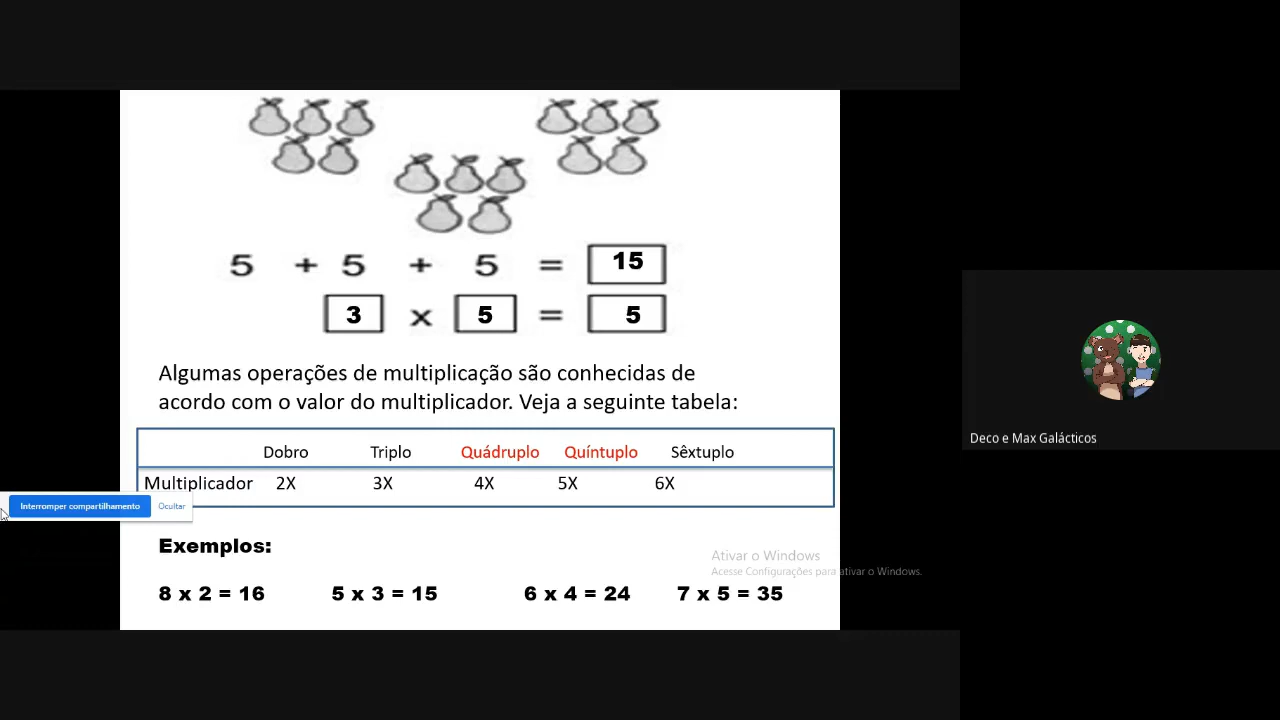 5 + 5 + 5 = 15
3 x 5 = 5
Algumas operações de multiplicação são conhecidas de
acordo com o valor do multiplicador. Veja a seguinte tabela:
Dobro Triplo Quádruplo Quíntuplo Sêxtuplo
Multiplicador 2X 3X 4X 5X 6X
Interromper compartilhamento Ocultar
Exemplos:
8 x 2 = 16 5 x 3 = 15 6 x 4 = 24 7 x 5 = 35
Ativar o Windows
Acesse Configurações para ativar o Windows.
Deco e Max Galácticos